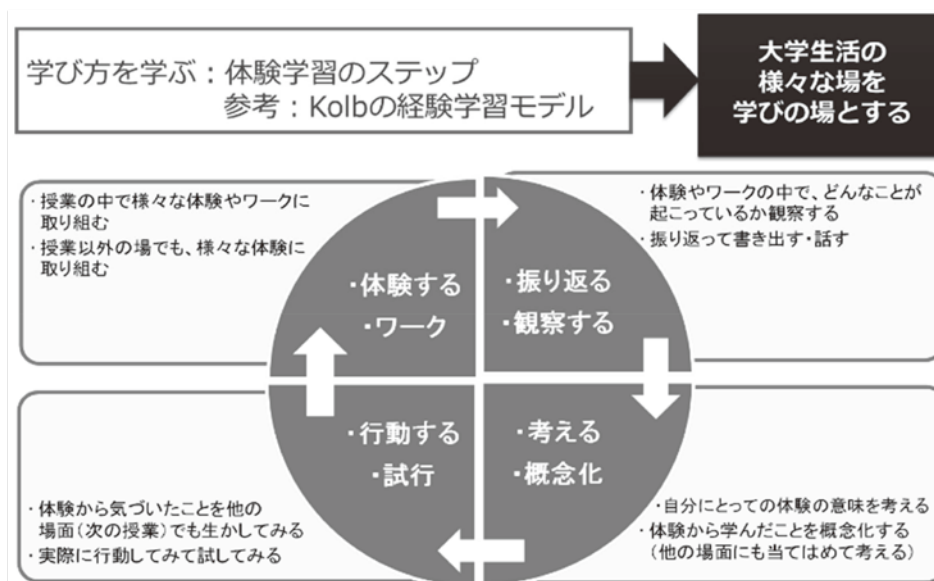 学び方を学ぶ：体験学習のステップ
参考：Kolbの経験学習モデル
大学生活の
様々な場を
学びの場とする
・授業の中で様々な体験やワークに
取り組む
・授業以外の場でも、様々な体験に
取り組む
・体験する
・ワーク
・振り返る
・観察する
・体験やワークの中で、どんなことが
起こっているか観察する
・振り返って書き出す・話す
・行動する
・試行
・考える
・概念化
・体験から気づいたことを他の
場面(次の授業)でも生かしてみる
・実際に行動してみて試してみる
・自分にとっての体験の意味を考える
・体験から学んだことを概念化する
(他の場面にも当てはめて考える)